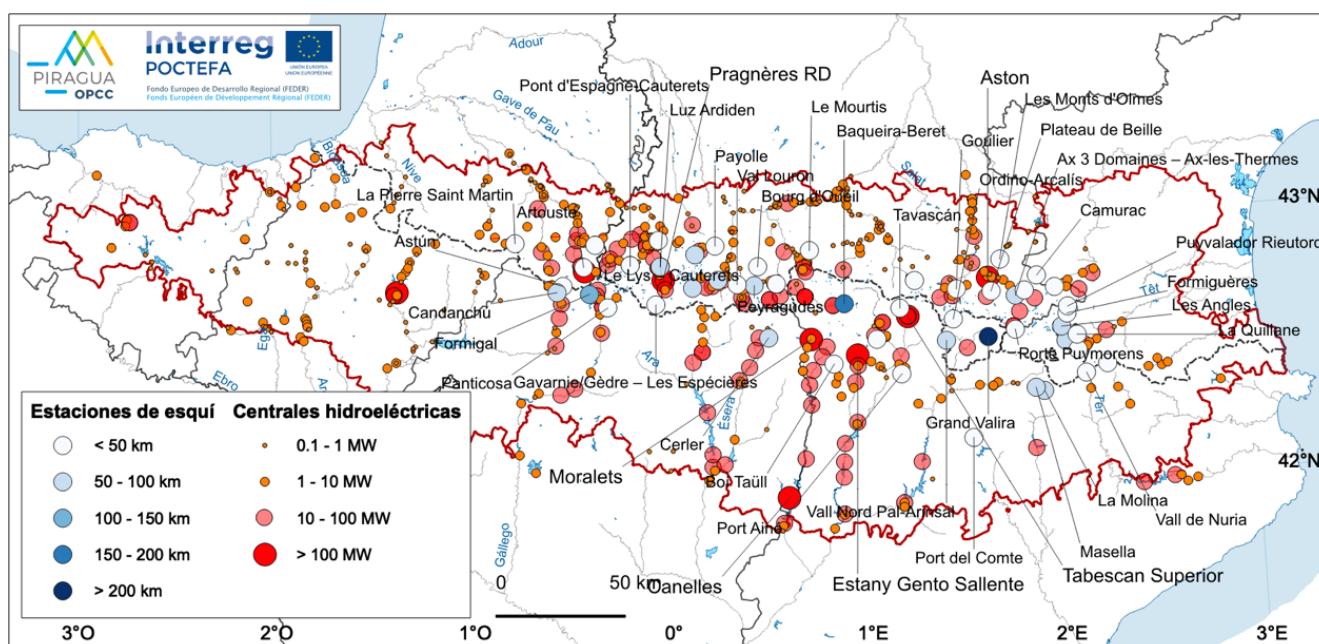 PIRAGUA
OPCC
Interreg
POCTEFA
UNION EUROPEA
UNION EUROPÉENNE
Fondo Europeo de Desarrollo Regional (FEDER)
Fonds Européen de Développement Régional (FEDER)
Adour
Gave de Pau
Bidasoa
Nive
Salat
Pont d'Espagne-Cauterets
Pragnères RD
Luz Ardiden
Le Mourtis
Baqueira-Beret
Aston
Les Monts d'Olmes
Goulier
Plateau de Beille
Ax 3 Domaines – Ax-les-Thermes
Payolle
Val Louron
Bourg d'Oueil
Ordino-Arcalís
Tavascán
Camurac
43°N
La Pierre Saint Martin
Artouste
Astún
Le Lys – Cauterets
Puyvalador Rieutord
Têt
Formiguères
Les Angles
La Quillane
Candanchú
Peyragudes
Formigal
Porté Puymorens
Panticosa
Gavarnie/Gèdre – Les Espécières
Ega
Ebro
Ara
Ésera
Ter
Grand Valira
Cerler
Moralets
Boí Taüll
42°N
La Molina
Vall de Nuria
Port Ainé
Vall Nord Pal-Arinsal
Port del Comte
Masella
Gállego
Canelles
Estany Gento Sallente
Tabescan Superior
Estaciones de esquí
< 50 km
50 - 100 km
100 - 150 km
150 - 200 km
> 200 km
Centrales hidroeléctricas
0.1 - 1 MW
1 - 10 MW
10 - 100 MW
> 100 MW
0
50 km
3°O
2°O
1°O
0°
1°E
2°E
3°E